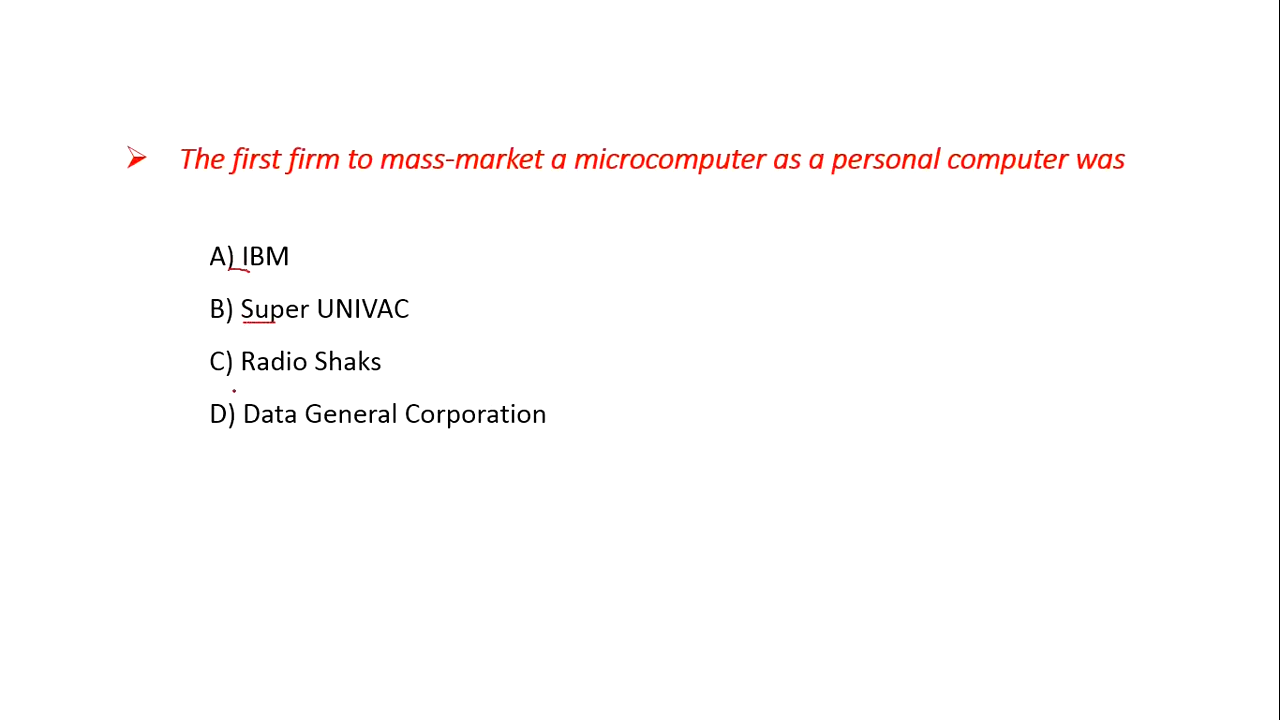 The first firm to mass-market a microcomputer as a personal computer was
A) IBM
B) Super UNIVAC
C) Radio Shaks
D) Data General Corporation